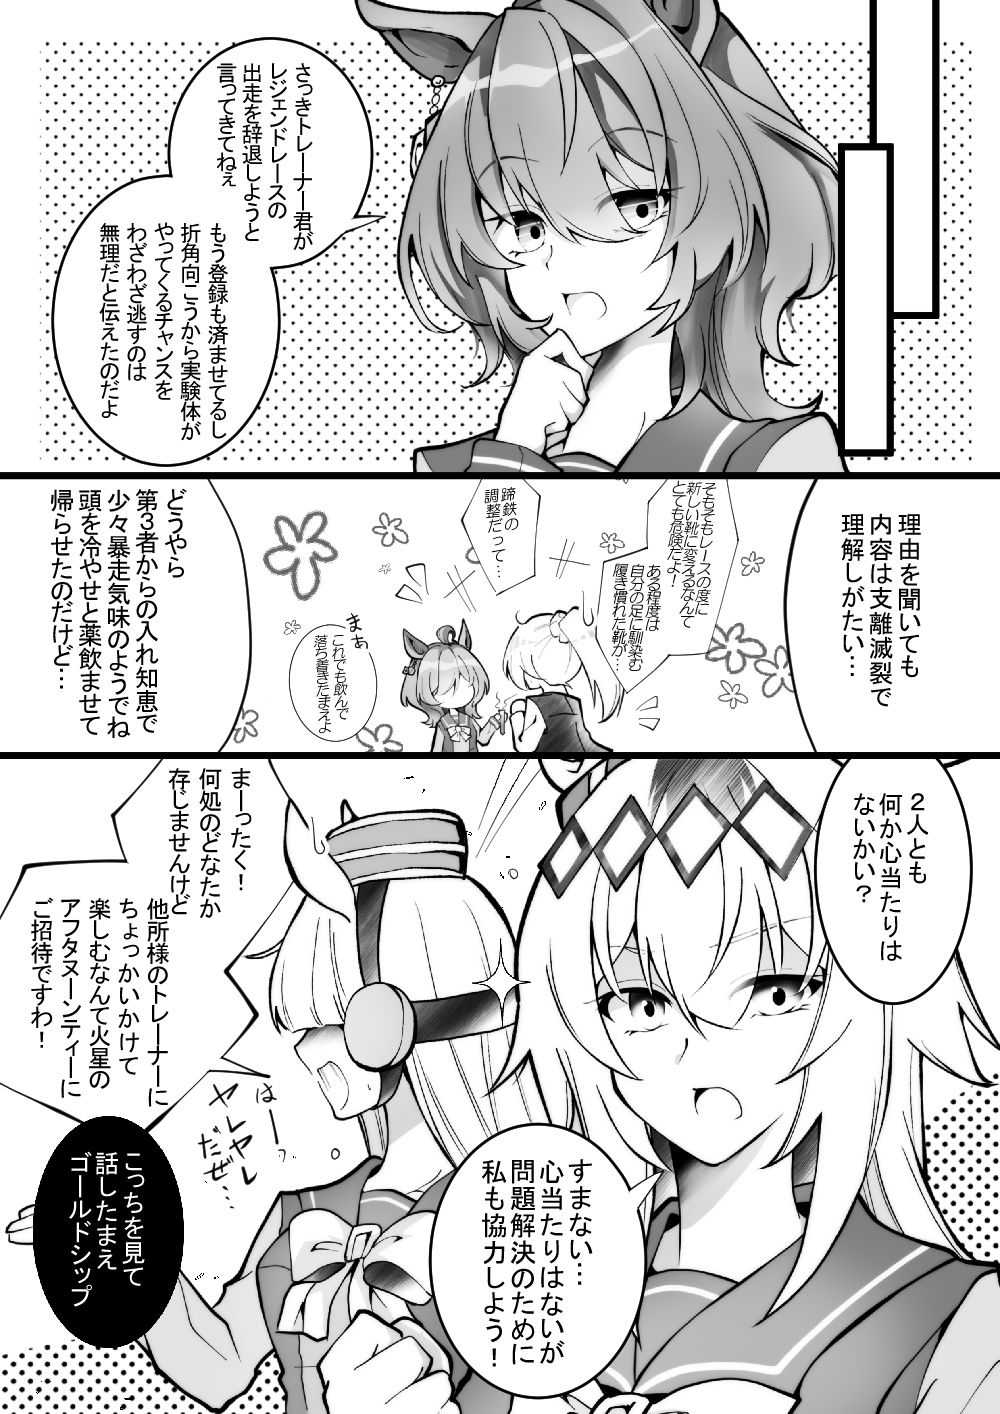 さっきトレーナー君が
レジェンドレースの
出走を辞退しようと
言ってきてねぇ
もう登録も済ませてるし
折角向こうから実験体が
やってくるチャンスを
わざわざ逃すのは
無理だと伝えたのだよ
理由を聞いても
内容は支離滅裂で
理解しがたい…
そもそもレースの度に
新しい靴に変えるなんて
とても危険だよ！
ある程度は
自分の足に馴染む
履き慣れた靴が…
蹄鉄の
調整だって…
まぁ
これでも飲んで
落ち着きたまえよ
どうやら
第3者からの入れ知恵で
少々暴走気味のようでね
頭を冷やせと薬飲ませて
帰らせたのだけど…
2人とも
何か心当たりは
ないかい？
すまない…
心当たりはないが
問題解決のために
私も協力しよう！
まーったく！
何処のどなたか
存じませんけど
他所様のトレーナーに
ちょっかいかけて
楽しむなんて火星の
アフタヌーンティーに
ご招待ですわ！
はー！
ヤレヤレ
だぜ…
こっちを見て
話したまえ
ゴールドシップ